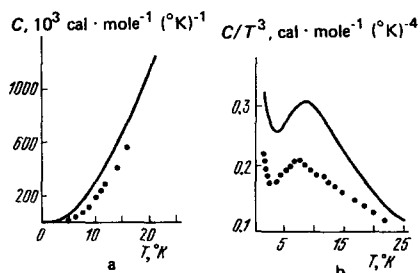 C, 10³ cal · mole⁻¹ (°K)⁻¹
1000
600
200
0
10
20
T, °K
a
C/T³, cal · mole⁻¹ (°K)⁻⁴
0,3
0,2
0,1
5
15
25
T, °K
b